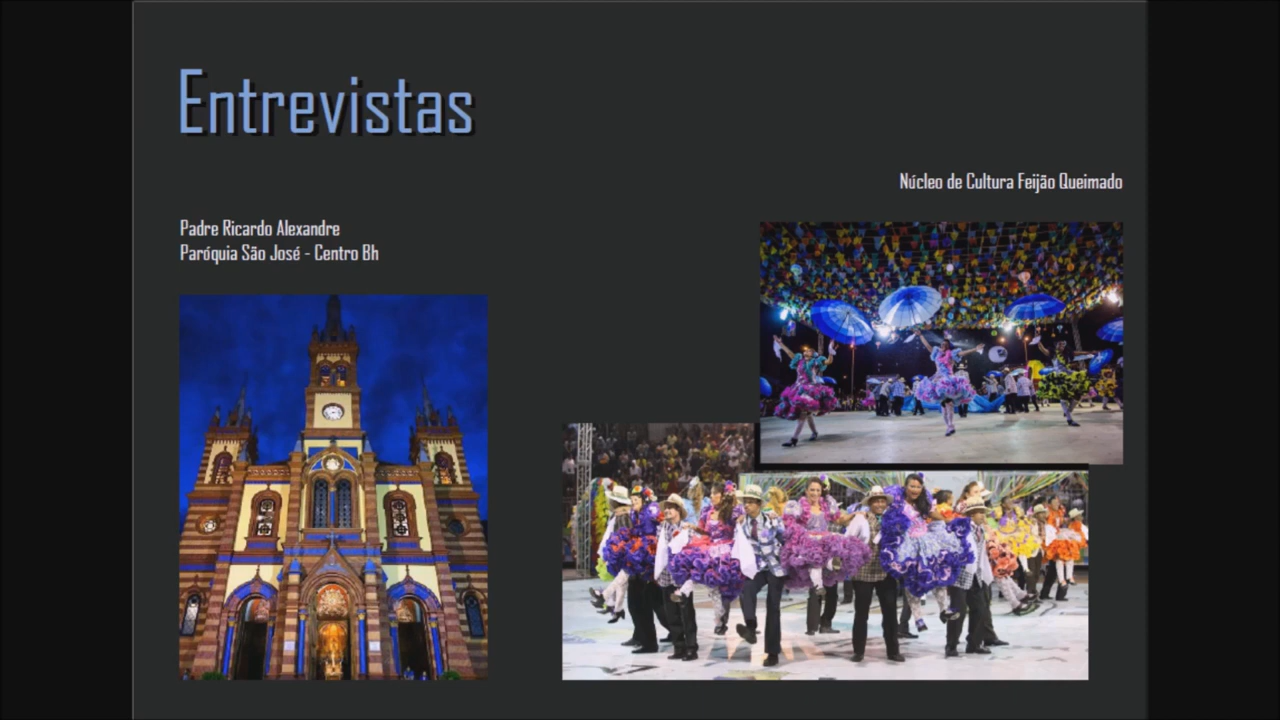 Entrevistas
Núcleo de Cultura Feijão Queimado
Padre Ricardo Alexandre
Paróquia São José - Centro Bh